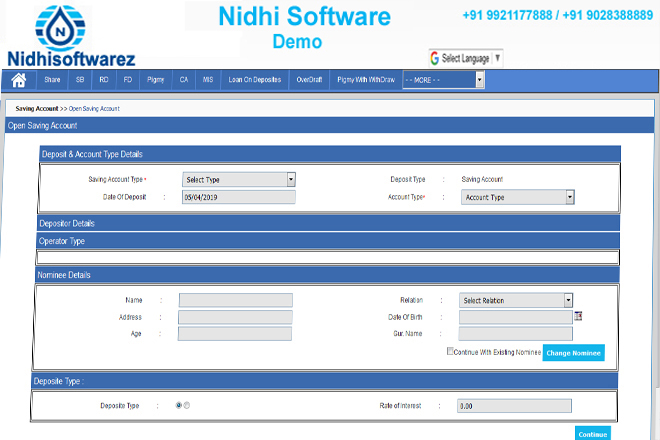 Nidhi Software
Demo
+91 9921177888 / +91 9028388889
N
Nidhisoftwarez
G Select Language ▼
Share SB RD FD Pigmy CA MIS Loan On Deposites OverDraft Pigmy With WithDraw - - MORE - -
Saving Account >> Open Saving Account
Open Saving Account
Deposit & Account Type Details
Saving Account Type * Select Type Deposit Type : Saving Account
Date Of Deposit : 05/04/2019 Account Type* : Account Type
Depositor Details
Operator Type
Nominee Details
Name : Relation : Select Relation
Address : Date Of Birth :
Age : Sur. Name :
Continue With Existing Nominee Change Nominee
Deposite Type :
Deposite Type : Rate of Interest : 0.00
Continue